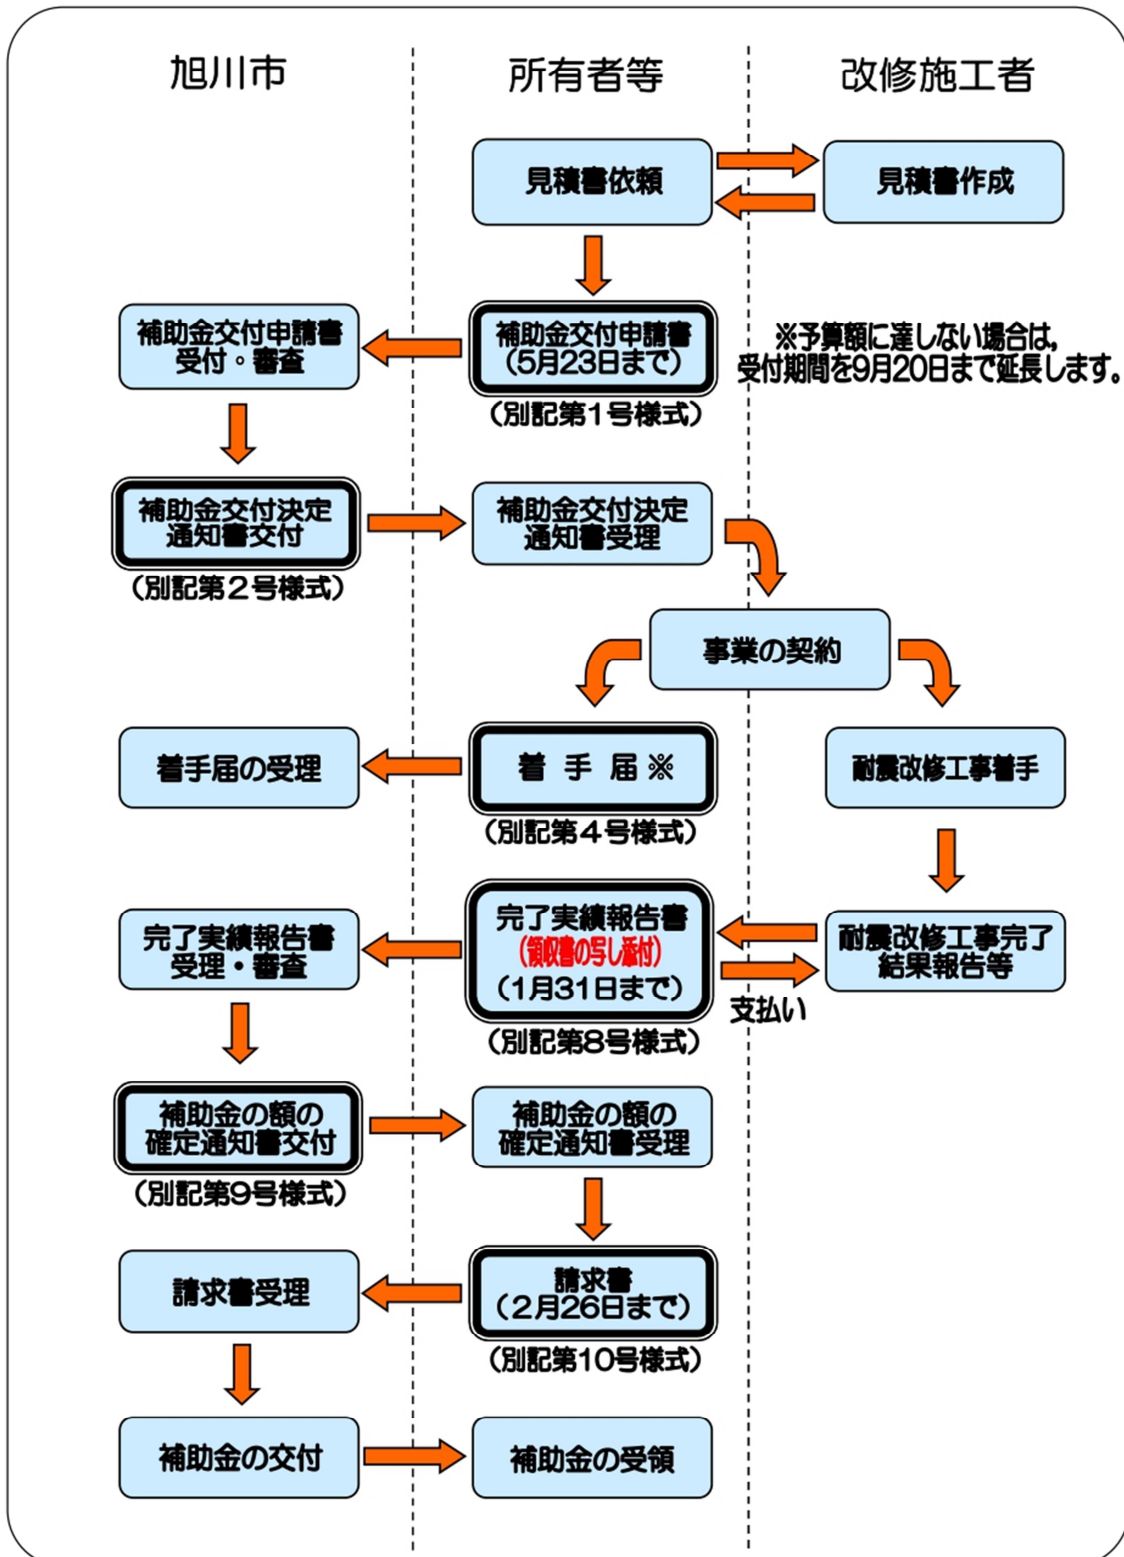 旭川市
所有者等
改修施工者
見積書依頼
見積書作成
補助金交付申請書
受付・審査
補助金交付申請書
(5月23日まで)
(別記第1号様式)
※予算額に達しない場合は,
受付期間を9月20日まで延長します。
補助金交付決定
通知書交付
(別記第2号様式)
補助金交付決定
通知書受理
事業の契約
着手届の受理
着 手 届 ※
(別記第4号様式)
耐震改修工事着手
完了実績報告書
受理・審査
完了実績報告書
(領収書の写し添付)
(1月31日まで)
(別記第8号様式)
耐震改修工事完了
結果報告等
支払い
補助金の額の
確定通知書交付
(別記第9号様式)
補助金の額の
確定通知書受理
請求書受理
請求書
(2月26日まで)
(別記第10号様式)
補助金の交付
補助金の受領